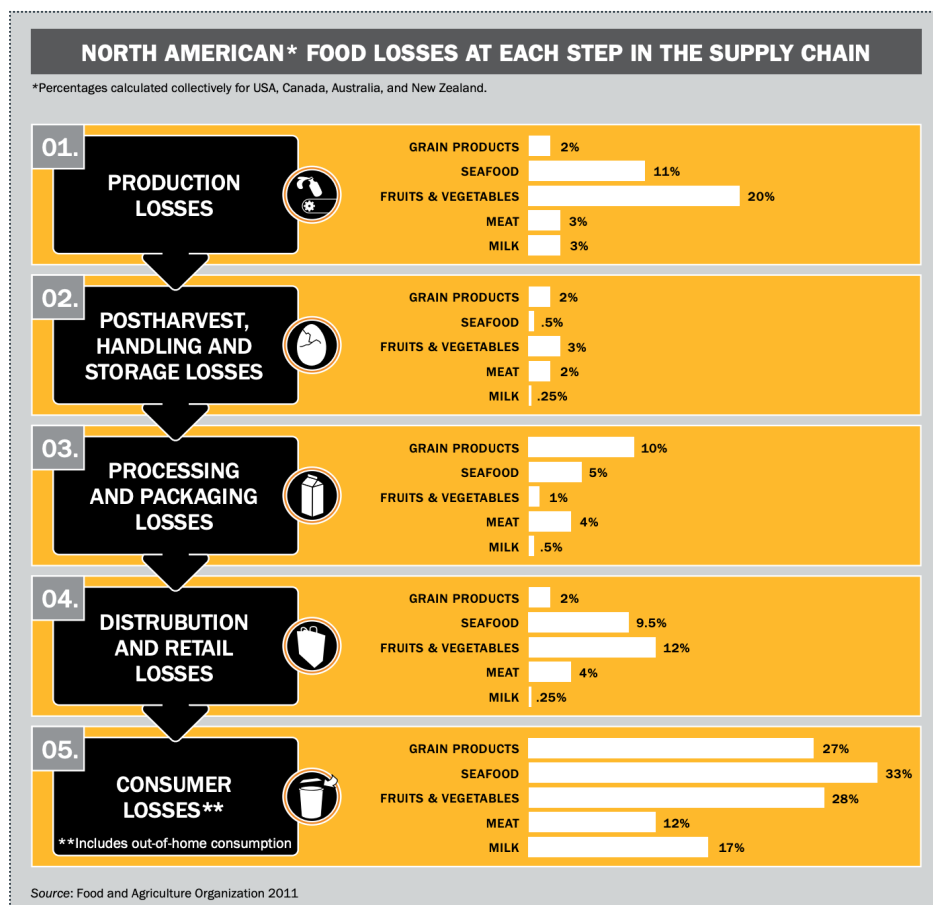 NORTH AMERICAN* FOOD LOSSES AT EACH STEP IN THE SUPPLY CHAIN
*Percentages calculated collectively for USA, Canada, Australia, and New Zealand.
01.
PRODUCTION
LOSSES
GRAIN PRODUCTS 2%
SEAFOOD 11%
FRUITS & VEGETABLES 20%
MEAT 3%
MILK 3%
02.
POSTHARVEST,
HANDLING AND
STORAGE LOSSES
GRAIN PRODUCTS 2%
SEAFOOD .5%
FRUITS & VEGETABLES 3%
MEAT 2%
MILK .25%
03.
PROCESSING
AND PACKAGING
LOSSES
GRAIN PRODUCTS 10%
SEAFOOD 5%
FRUITS & VEGETABLES 1%
MEAT 4%
MILK .5%
04.
DISTRUBUTION
AND RETAIL
LOSSES
GRAIN PRODUCTS 2%
SEAFOOD 9.5%
FRUITS & VEGETABLES 12%
MEAT 4%
MILK .25%
05.
CONSUMER
LOSSES**
**Includes out-of-home consumption
GRAIN PRODUCTS 27%
SEAFOOD 33%
FRUITS & VEGETABLES 28%
MEAT 12%
MILK 17%
Source: Food and Agriculture Organization 2011